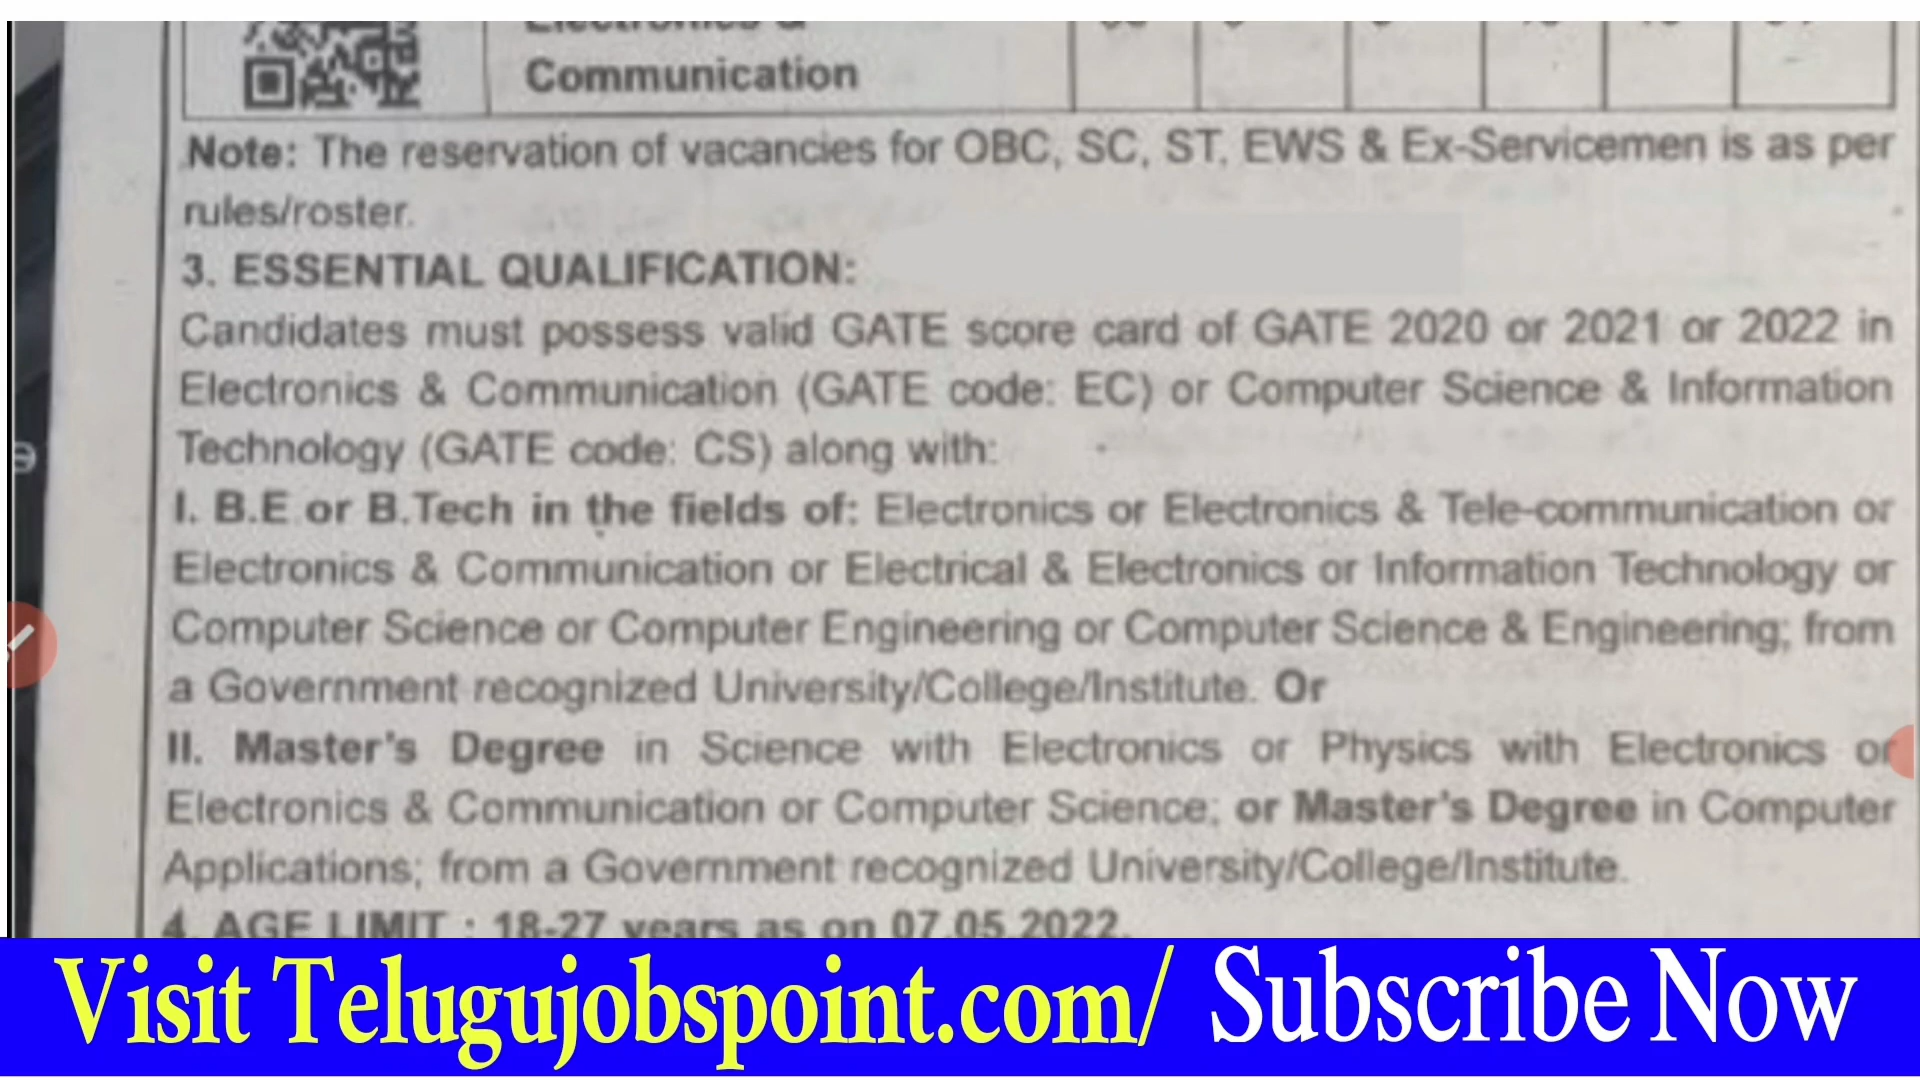 Electronics &
Communication
Note: The reservation of vacancies for OBC, SC, ST, EWS & Ex-Servicemen is as per
rules/roster.
3. ESSENTIAL QUALIFICATION:
Candidates must possess valid GATE score card of GATE 2020 or 2021 or 2022 in
Electronics & Communication (GATE code: EC) or Computer Science & Information
Technology (GATE code: CS) along with:
I. B.E or B.Tech in the fields of: Electronics or Electronics & Tele-communication or
Electronics & Communication or Electrical & Electronics or Information Technology or
Computer Science or Computer Engineering or Computer Science & Engineering; from
a Government recognized University/College/Institute. Or
II. Master's Degree in Science with Electronics or Physics with Electronics or
Electronics & Communication or Computer Science; or Master's Degree in Computer
Applications; from a Government recognized University/College/Institute.
4. AGE LIMIT : 18-27 years as on 07.05.2022.
Visit Telugujobspoint.com/ Subscribe Now